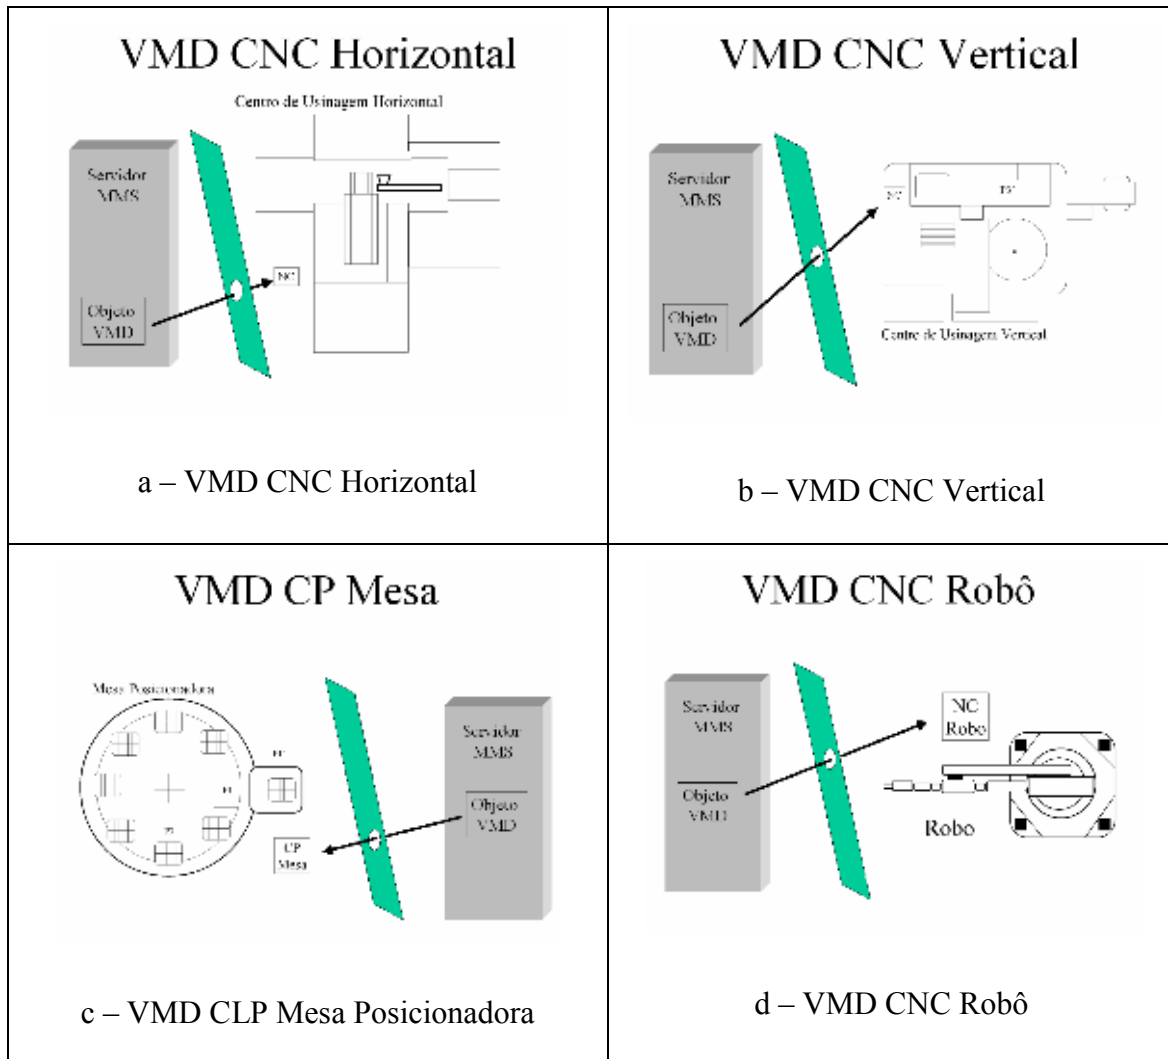 VMD CNC Horizontal
Centro de Usinagem Horizontal
Servidor
MMS
NC
Objeto
VMD
a – VMD CNC Horizontal
VMD CNC Vertical
Servidor
MMS
NC
Objeto
VMD
Centro de Usinagem Vertical
b – VMD CNC Vertical
VMD CP Mesa
Mesa Posicionadora
Servidor
MMS
Objeto
VMD
CP
Mesa
c – VMD CLP Mesa Posicionadora
VMD CNC Robô
Servidor
MMS
NC
Robo
Objeto
VMD
Robo
d – VMD CNC Robô